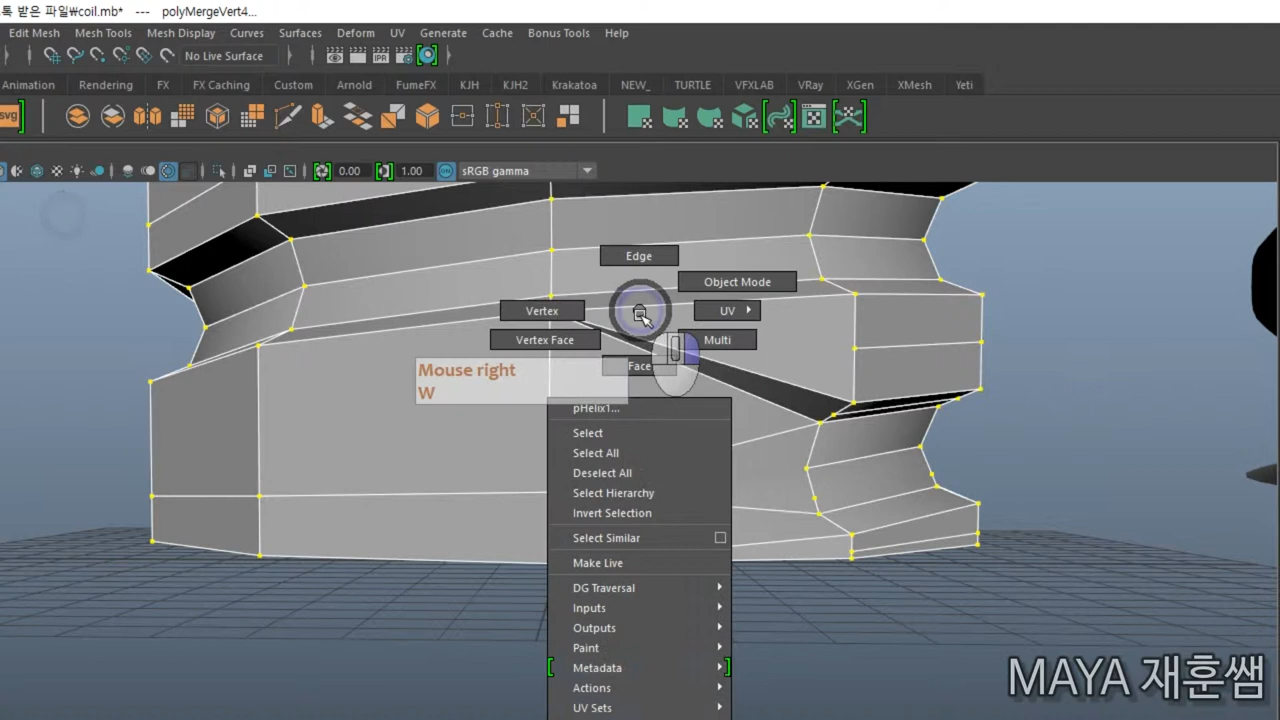 톡 받은 파일₩coil.mb* --- polyMergeVert4...
Edit Mesh Mesh Tools Mesh Display Curves Surfaces Deform UV Generate Cache Bonus Tools Help
No Live Surface
IPR
Animation Rendering FX FX Caching Custom Arnold FumeFX KJH KJH2 Krakatoa NEW_ TURTLE VFXLAB VRay XGen XMesh Yeti
svg
0.00 1.00 ON sRGB gamma
Edge
Object Mode
Vertex UV
Vertex Face Multi
Face
Mouse right
W
pHelix1...
Select
Select All
Deselect All
Select Hierarchy
Invert Selection
Select Similar
Make Live
DG Traversal
Inputs
Outputs
Paint
Metadata
Actions
UV Sets
MAYA 재훈쌤